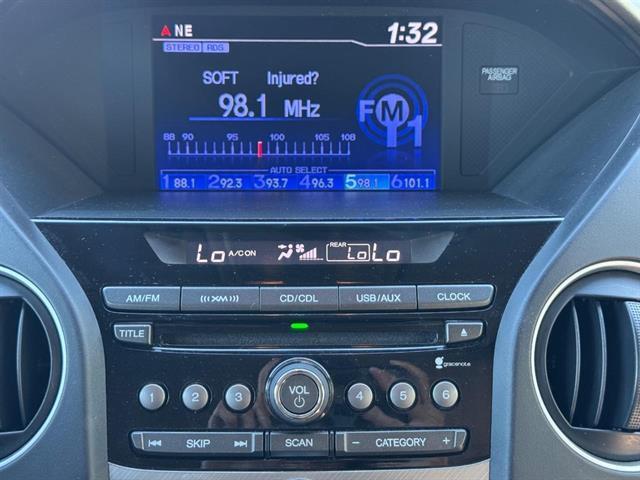 NE 1:32
STEREO RDS
PASSENGER
AIRBAG
SOFT Injured?
98.1 MHz
FM1
88 90 95 100 105 108
AUTO SELECT
1 88.1 2 92.3 3 93.7 4 96.3 5 98.1 6 101.1
Lo A/C ON REAR Lo Lo
AM/FM XM CD/CDL USB/AUX CLOCK
TITLE
gracenote
1 2 3 VOL 4 5 6
SKIP SCAN − CATEGORY +